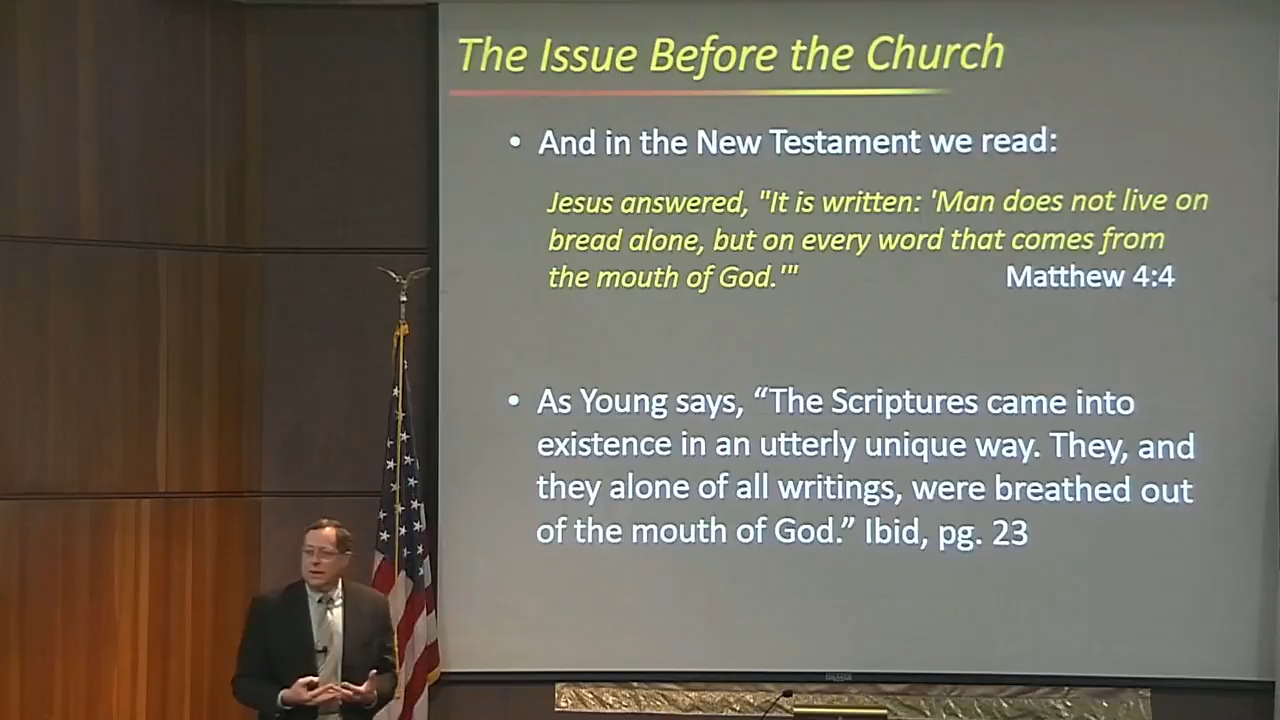 The Issue Before the Church
• And in the New Testament we read:
Jesus answered, "It is written: 'Man does not live on
bread alone, but on every word that comes from
the mouth of God.'"
Matthew 4:4
• As Young says, “The Scriptures came into
existence in an utterly unique way. They, and
they alone of all writings, were breathed out
of the mouth of God.” Ibid, pg. 23